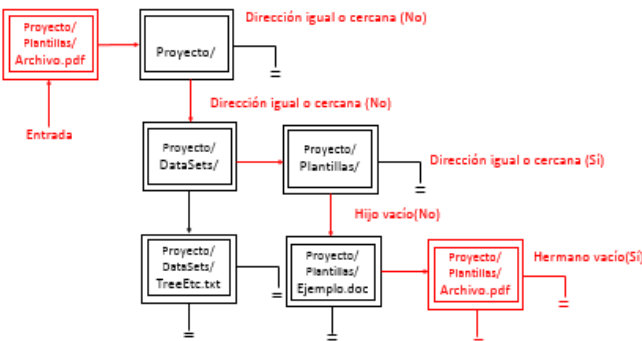 Dirección igual o cercana (No)
Proyecto/
Plantillas/
Archivo.pdf
Proyecto/
Entrada
Dirección igual o cercana (No)
Proyecto/
DataSets/
Proyecto/
Plantillas/
Dirección igual o cercana (Sí)
Hijo vacío(No)
Proyecto/
DataSets/
TreeEtc.txt
Proyecto/
Plantillas/
Ejemplo.doc
Proyecto/
Plantillas/
Archivo.pdf
Hermano vacío(Sí)